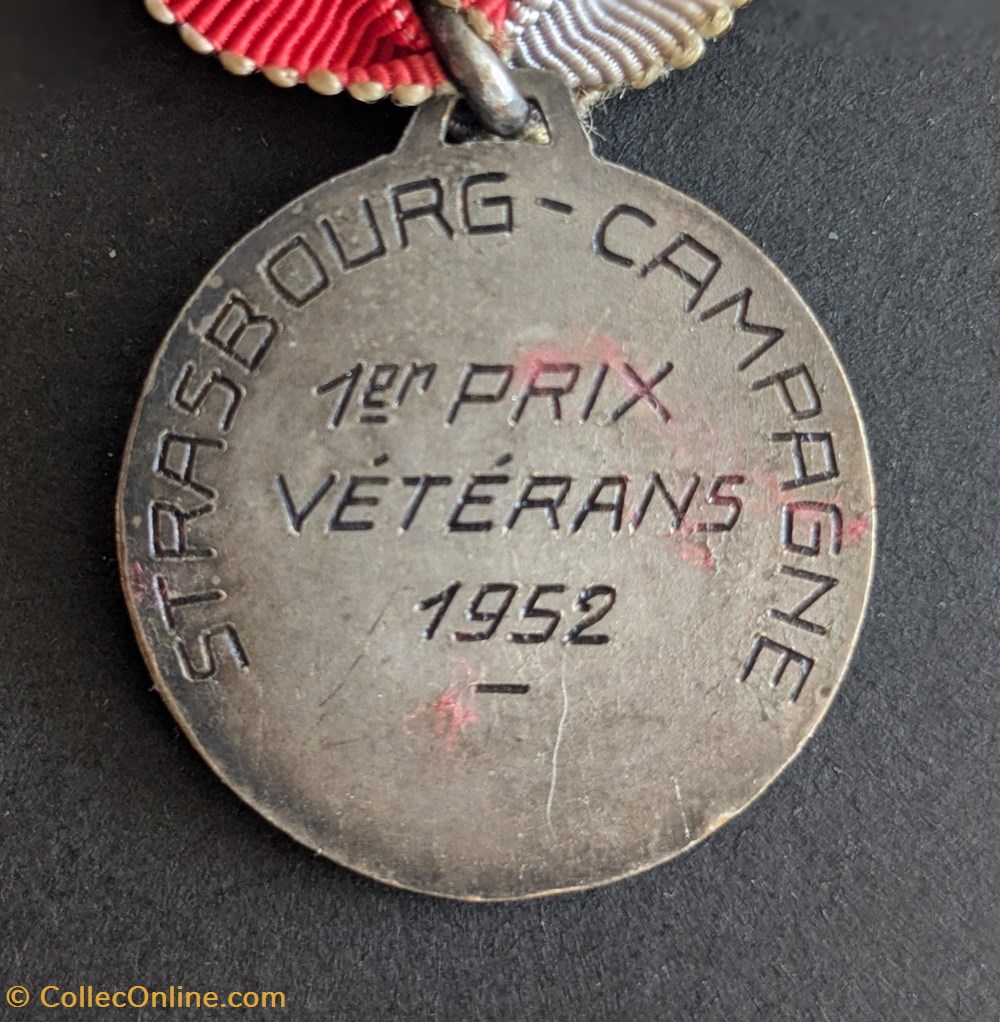 STRASBOURG - CAMPAGNE
1er PRIX
VÉTÉRANS
1952
© CollecOnline.com